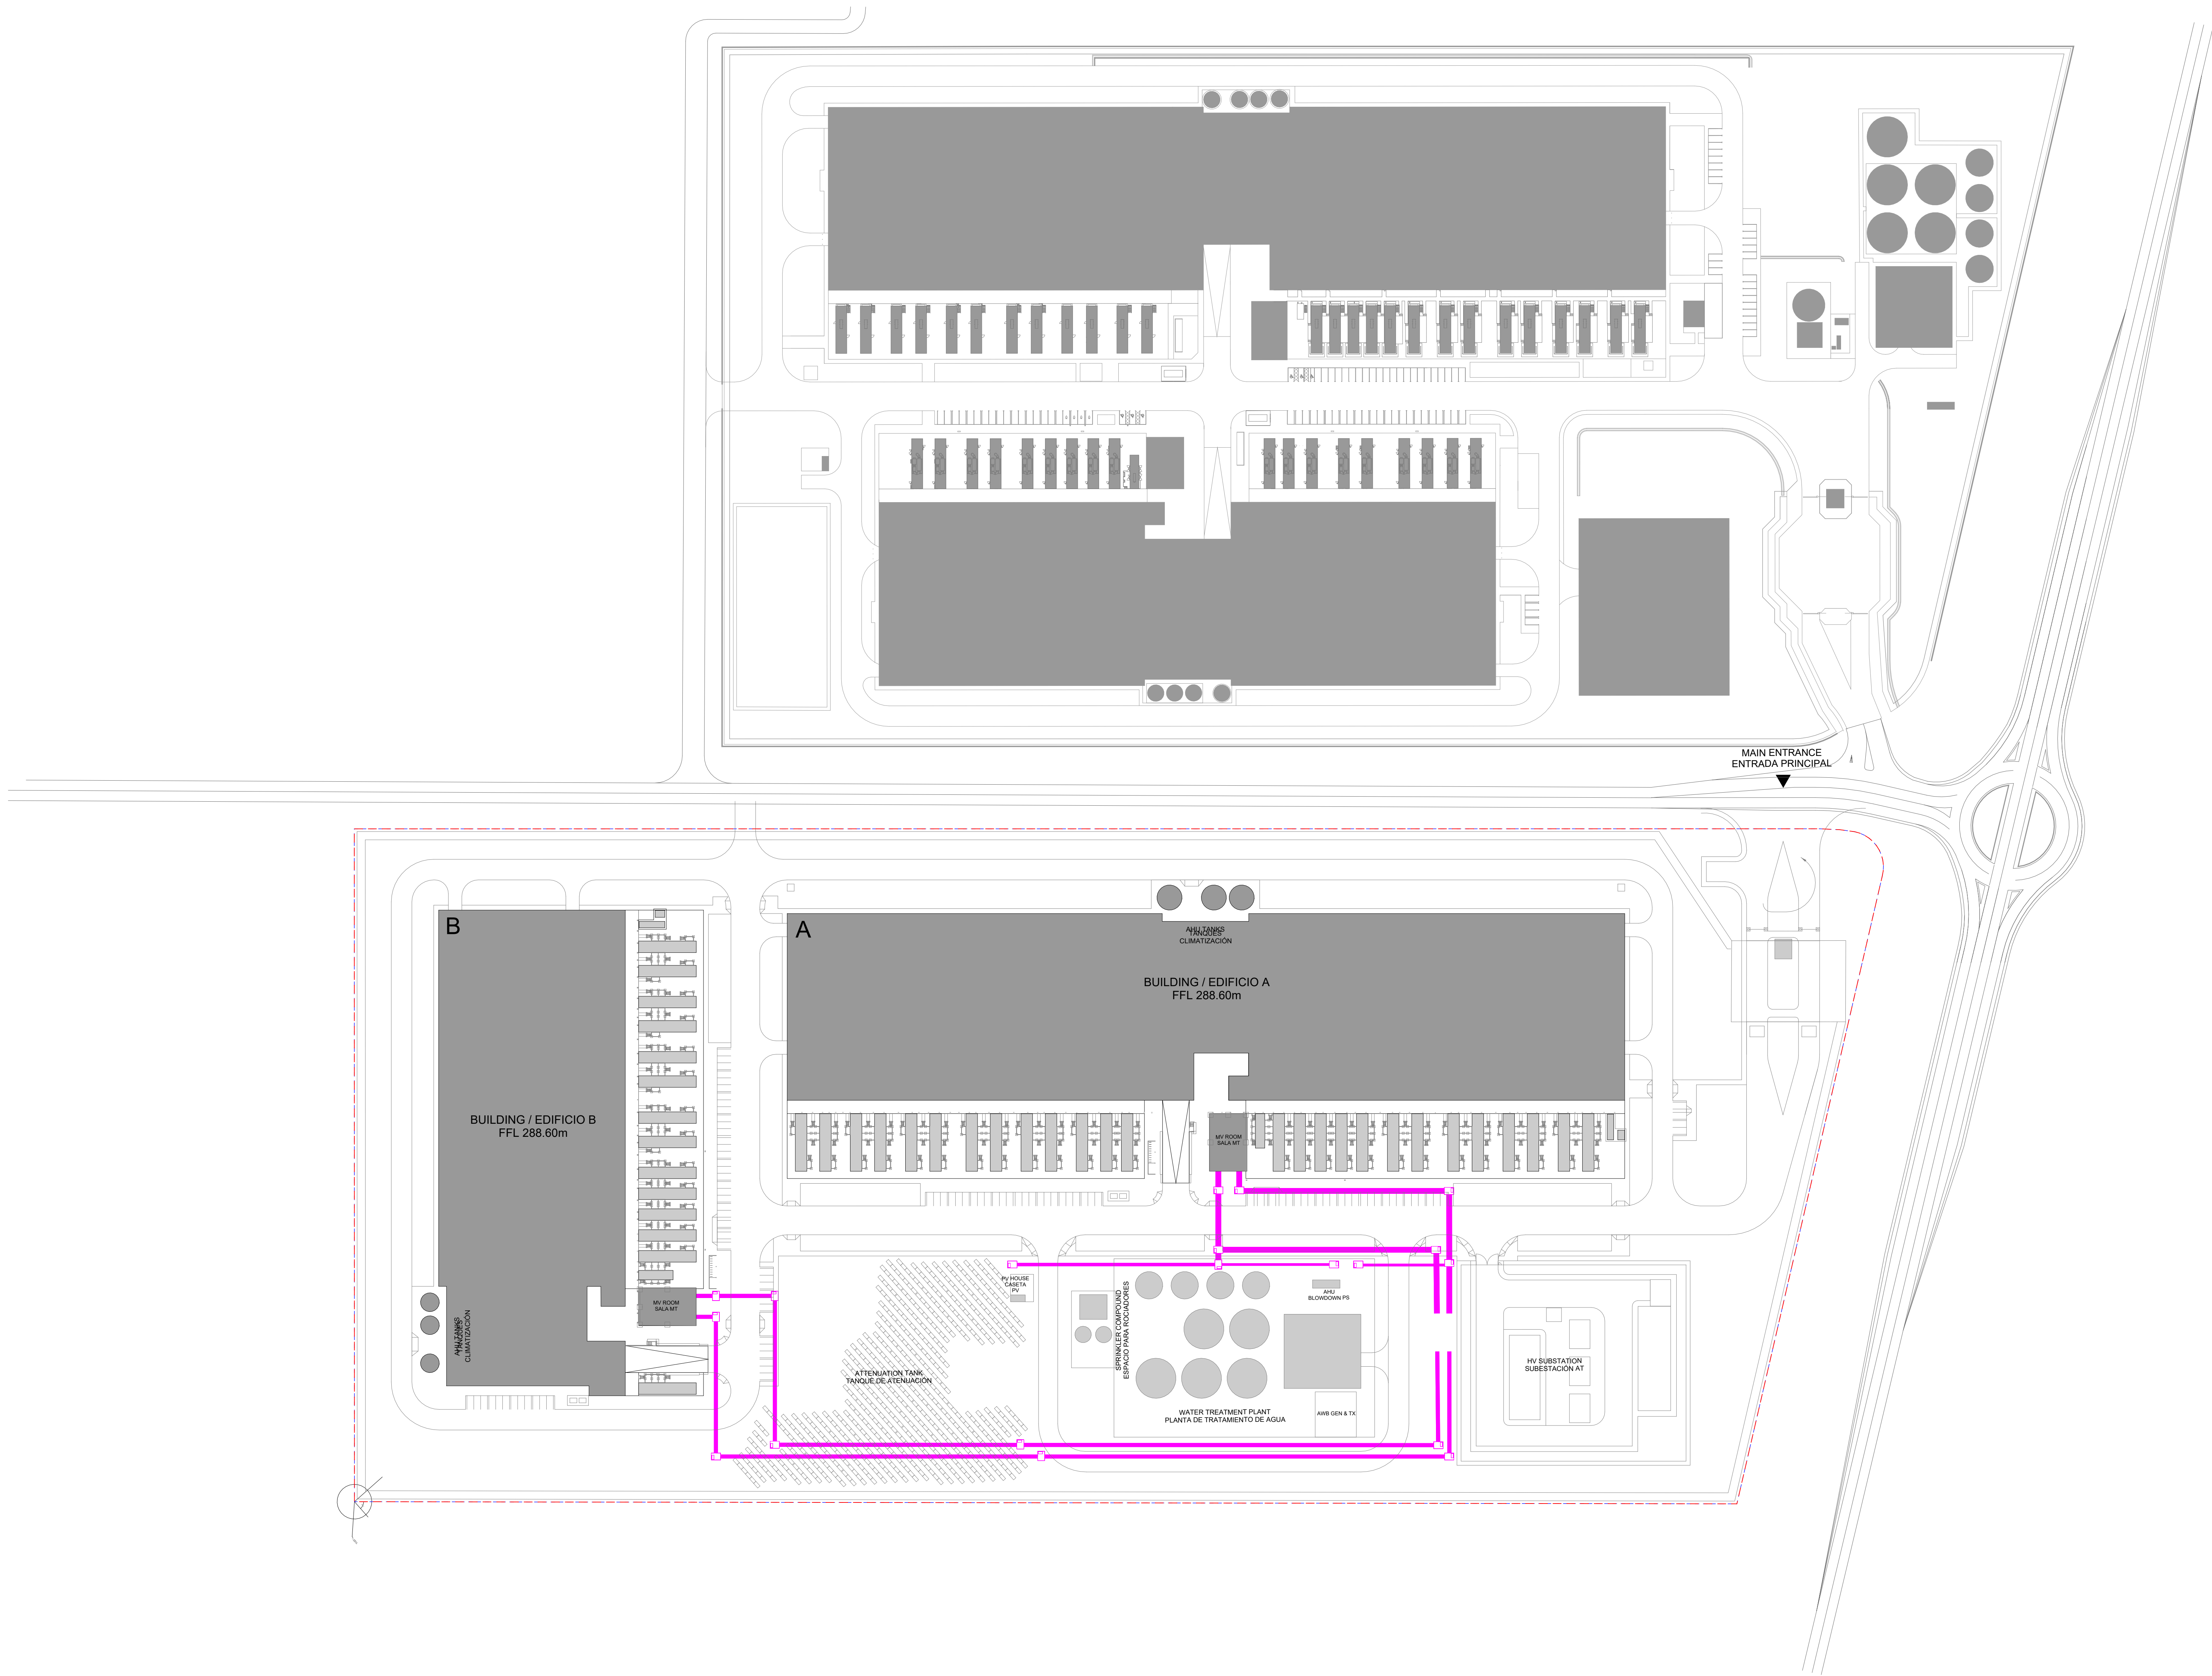 MAIN ENTRANCE
ENTRADA PRINCIPAL
B
A
AHU TANKS
TANQUES
CLIMATIZACIÓN
BUILDING / EDIFICIO A
FFL 288.60m
BUILDING / EDIFICIO B
FFL 288.60m
MV ROOM
SALA MT
MV ROOM
SALA MT
AHU TANKS
TANQUES
CLIMATIZACIÓN
PV HOUSE
CASETA
PV
SPRINKLER COMPOUND
ESPACIO PARA ROCIADORES
AHU
BLOWDOWN PS
ATTENUATION TANK
TANQUE DE ATENUACIÓN
HV SUBSTATION
SUBESTACIÓN AT
WATER TREATMENT PLANT
PLANTA DE TRATAMIENTO DE AGUA
AWB GEN & TX